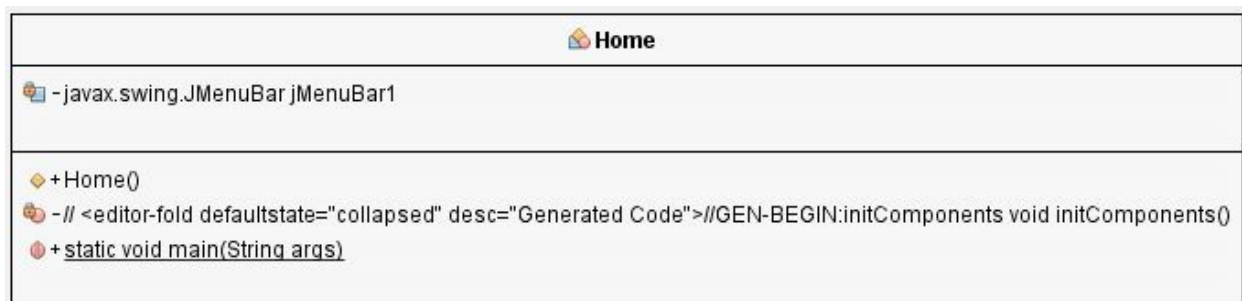 Home
-javax.swing.JMenuBar jMenuBar1
+Home()
-// <editor-fold defaultstate="collapsed" desc="Generated Code">//GEN-BEGIN:initComponents void initComponents()
+static void main(String args)